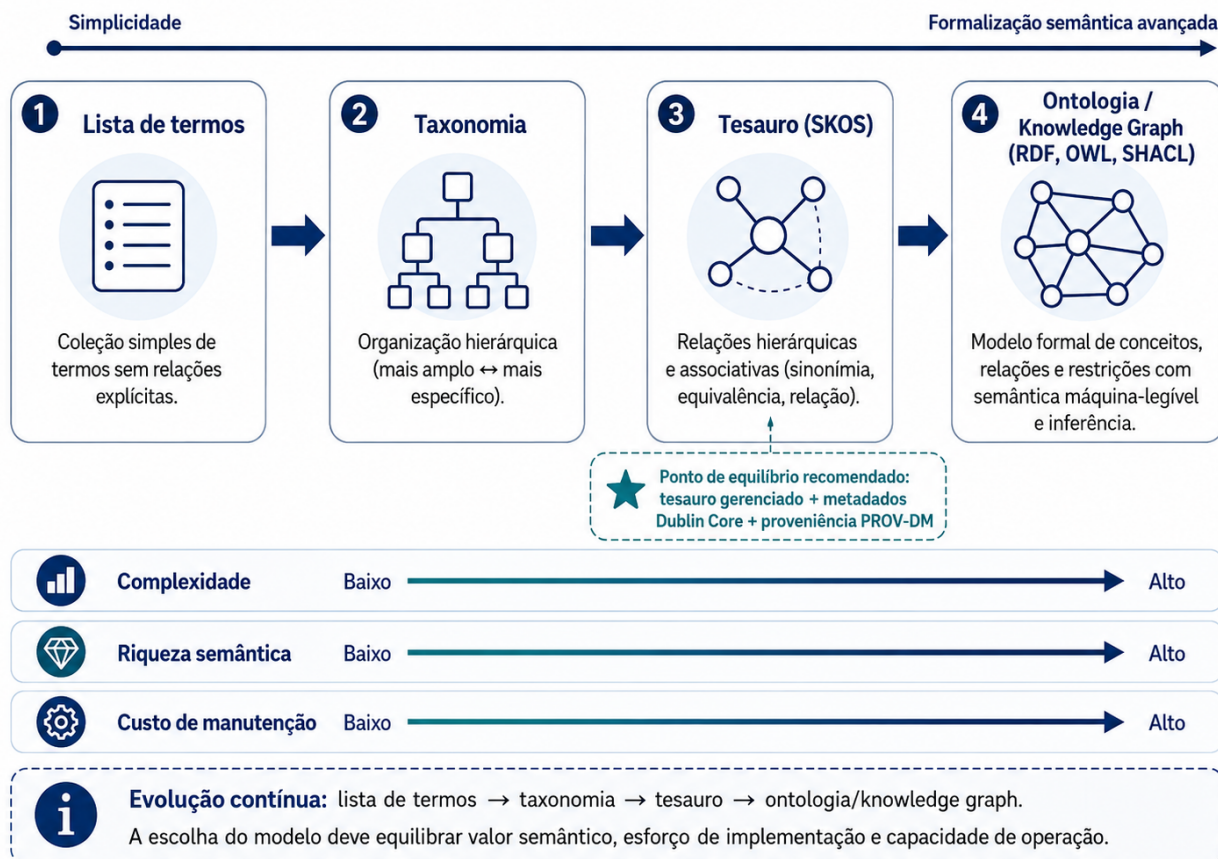 Simplicidade
Formalização semântica avançada
1
Lista de termos
Coleção simples de
termos sem relações
explícitas.
2
Taxonomia
Organização hierárquica
(mais amplo ↔ mais
específico).
3
Tesauro (SKOS)
Relações hierárquicas
e associativas (sinonímia,
equivalência, relação).
4
Ontologia /
Knowledge Graph
(RDF, OWL, SHACL)
Modelo formal de conceitos,
relações e restrições com
semântica máquina-legível
e inferência.
Ponto de equilíbrio recomendado:
tesauro gerenciado + metadados
Dublin Core + proveniência PROV-DM
Complexidade Baixo Alto
Riqueza semântica Baixo Alto
Custo de manutenção Baixo Alto
i
Evolução contínua: lista de termos → taxonomia → tesauro → ontologia/knowledge graph.
A escolha do modelo deve equilibrar valor semântico, esforço de implementação e capacidade de operação.